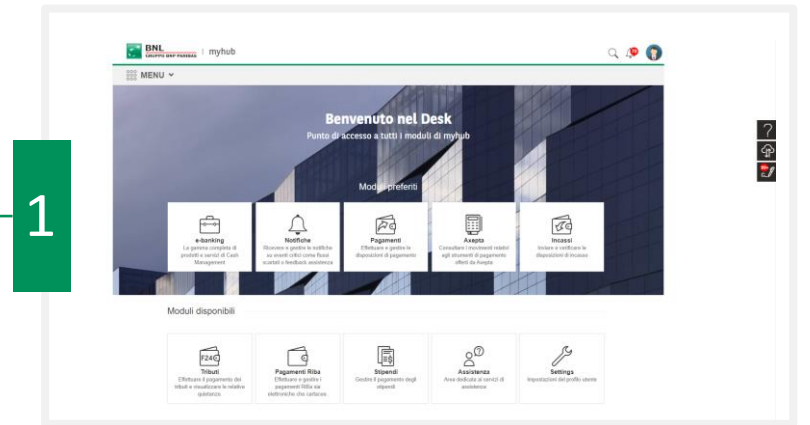 1
BNL
GRUPPO BNP PARIBAS
myhub
MENU
Benvenuto nel Desk
Punto di accesso a tutti i moduli di myhub
Moduli preferiti
e-banking
La gamma completa di
prodotti e servizi di Cash
Management
Notifiche
Ricevere e gestire le notifiche
su eventi critici come flussi
scartati e feedback assistenza
Pagamenti
Effettuare e gestire le
disposizioni di pagamento
Axepta
Consultare i movimenti relativi
agli strumenti di pagamento
offerti da Axepta
Incassi
Inviare e verificare le
disposizioni di incasso
Moduli disponibili
F24
Tributi
Effettuare il pagamento dei
tributi e visualizzare le relative
quietanze
Pagamenti Riba
Effettuare e gestire i
pagamenti RiBa sia
elettroniche che cartacee
Stipendi
Gestire il pagamento degli
stipendi
Assistenza
Area dedicata ai servizi di
assistenza
Settings
Impostazioni del profilo utente
?